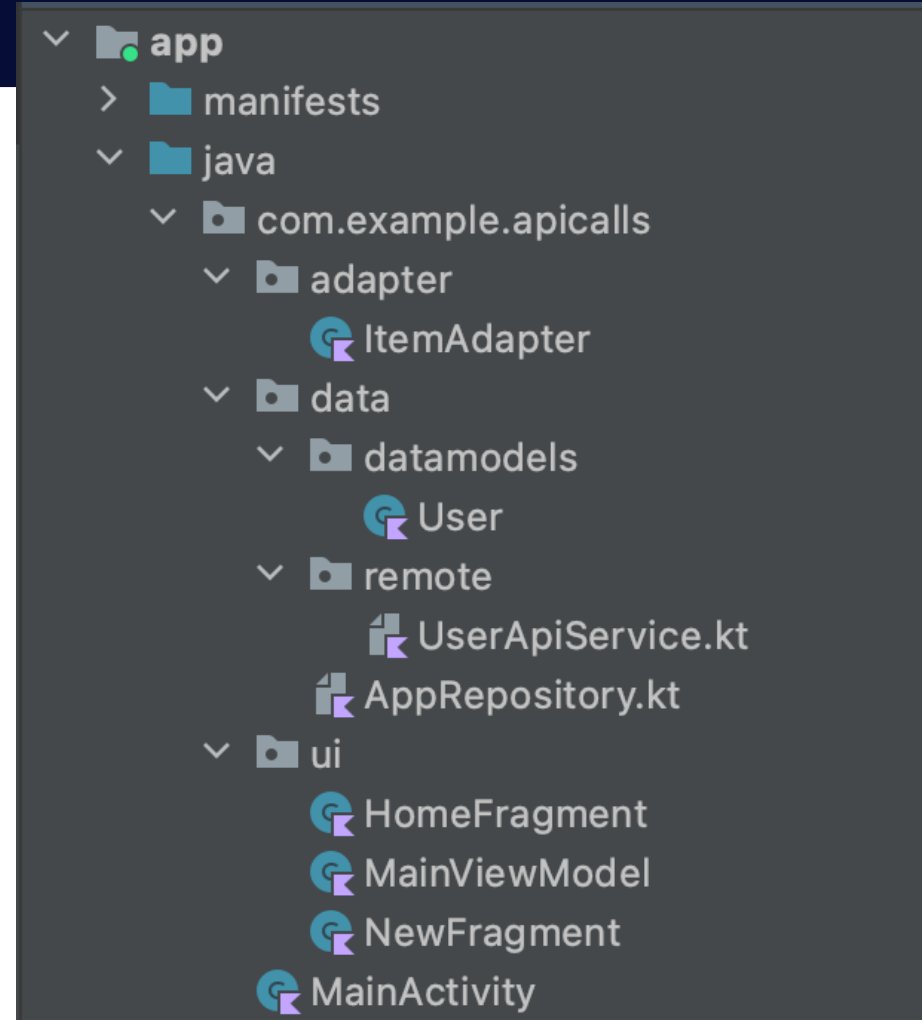 app
manifests
java
com.example.apicalls
adapter
ItemAdapter
data
datamodels
User
remote
UserApiService.kt
AppRepository.kt
ui
HomeFragment
MainViewModel
NewFragment
MainActivity